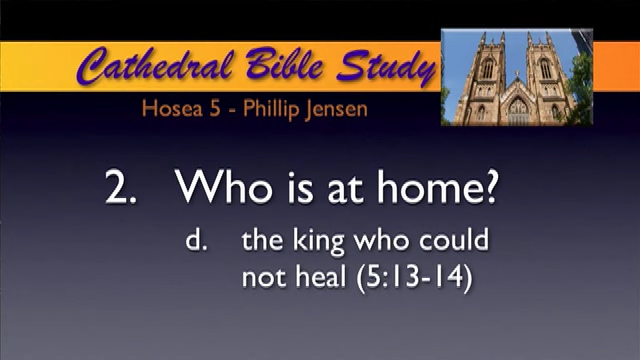 Cathedral Bible Study
Hosea 5 - Phillip Jensen
2. Who is at home?
d. the king who could
not heal (5:13-14)